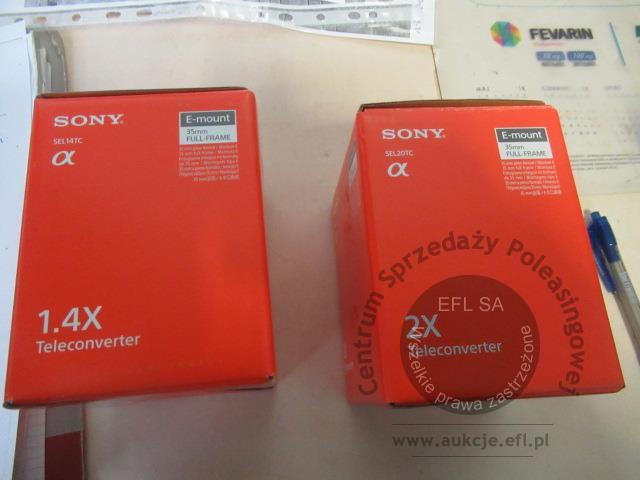 FEVARIN
SONY
SEL14TC
α
E-mount
35mm
FULL-FRAME
1.4X
Teleconverter
SONY
SEL20TC
α
E-mount
35mm
FULL-FRAME
2X
Teleconverter
Centrum Sprzedaży Poleasingowej
EFL SA
wszelkie prawa zastrzeżone
www.aukcje.efl.pl